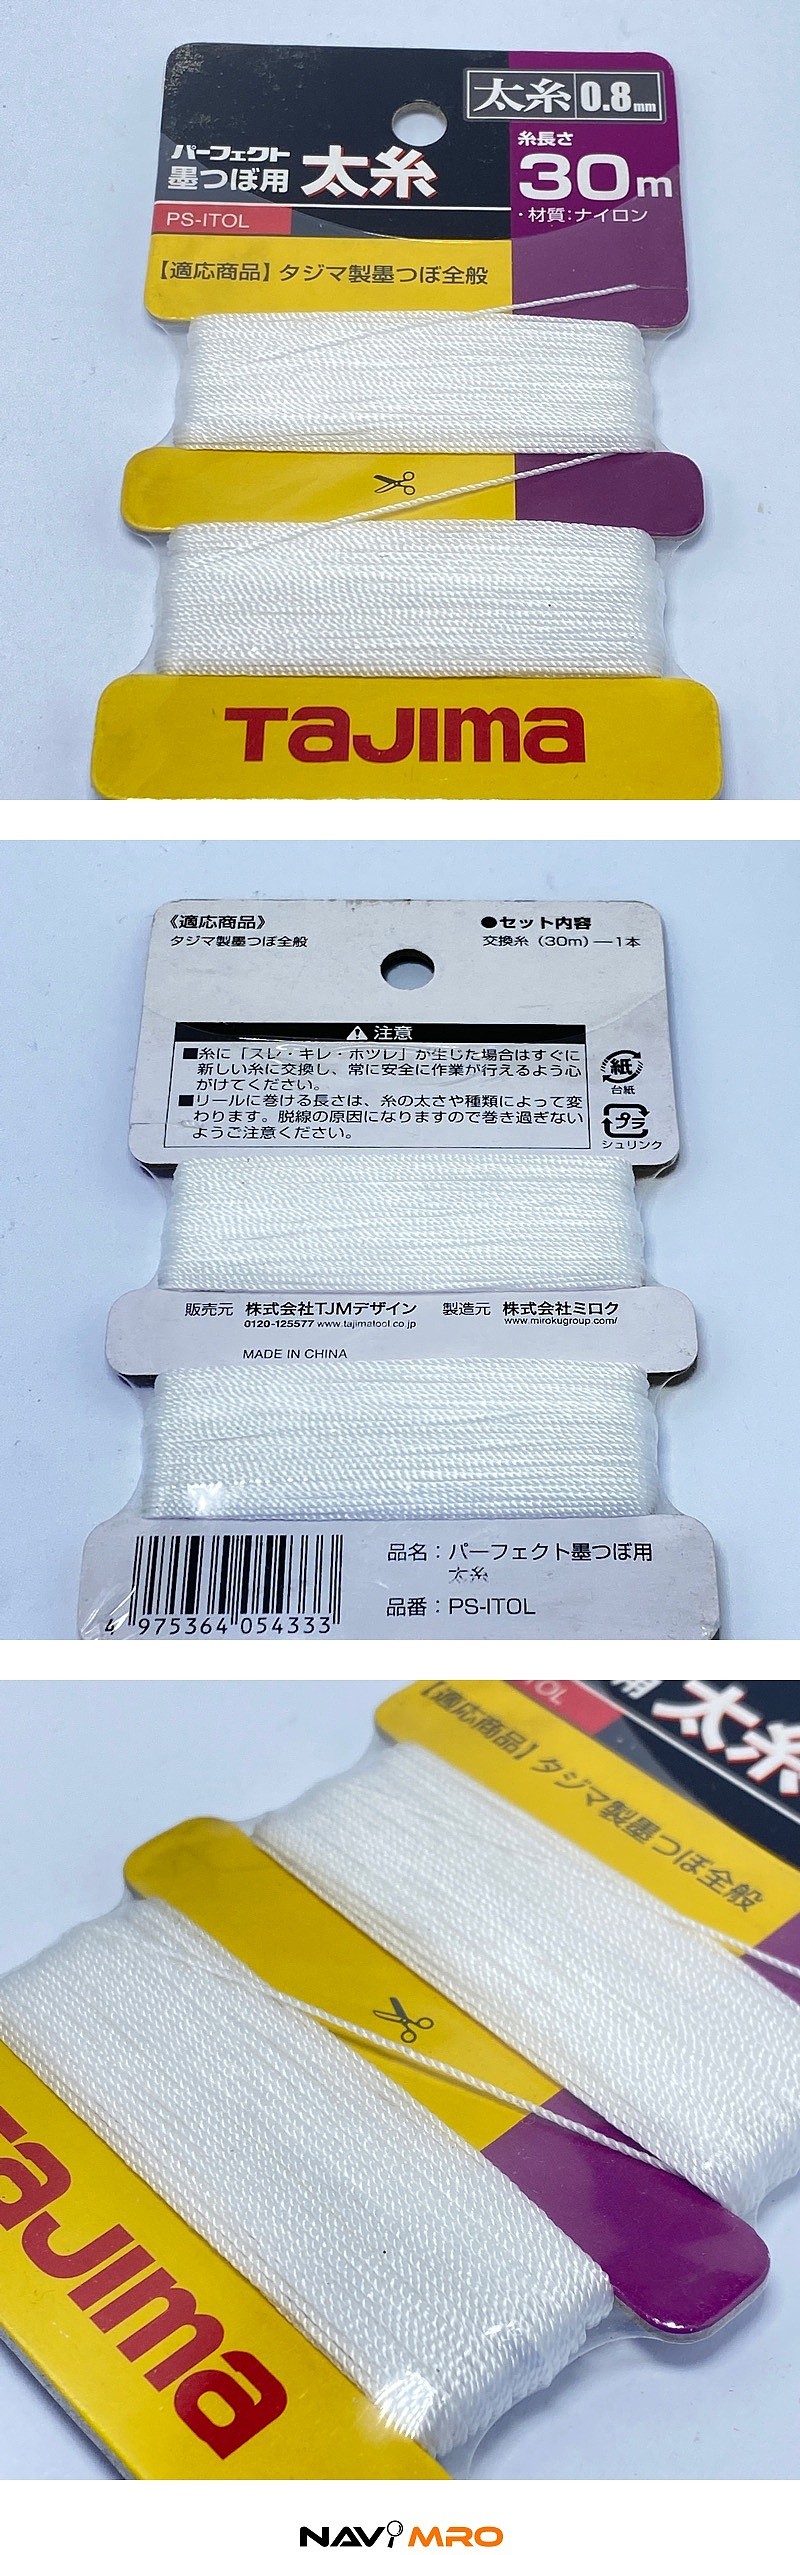 太糸 0.8mm
パーフェクト
墨つぼ用 太糸
PS-ITOL
糸長さ
30m
・材質:ナイロン
【適応商品】タジマ製墨つぼ全般
TAJIMA
《適応商品》
タジマ製墨つぼ全般
●セット内容
交換糸（30m）―1本
注意
■糸に「スレ・キレ・ホツレ」が生じた場合はすぐに
新しい糸に交換し、常に安全に作業が行えるよう心
がけてください。
■リールに巻ける長さは、糸の太さや種類によって変
わります。脱線の原因になりますので巻き過ぎない
ようご注意ください。
紙
台紙
プラ
シュリンク
販売元 株式会社TJMデザイン 製造元 株式会社ミロク
0120-125577 www.tajimatool.co.jp www.mirokugroup.com/
MADE IN CHINA
4 975364 054333
品名：パーフェクト墨つぼ用
品番：PS-ITOL
TOL
用 太糸
【適応商品】タジマ製墨つぼ全般
TAJIMA
NAVIMRO